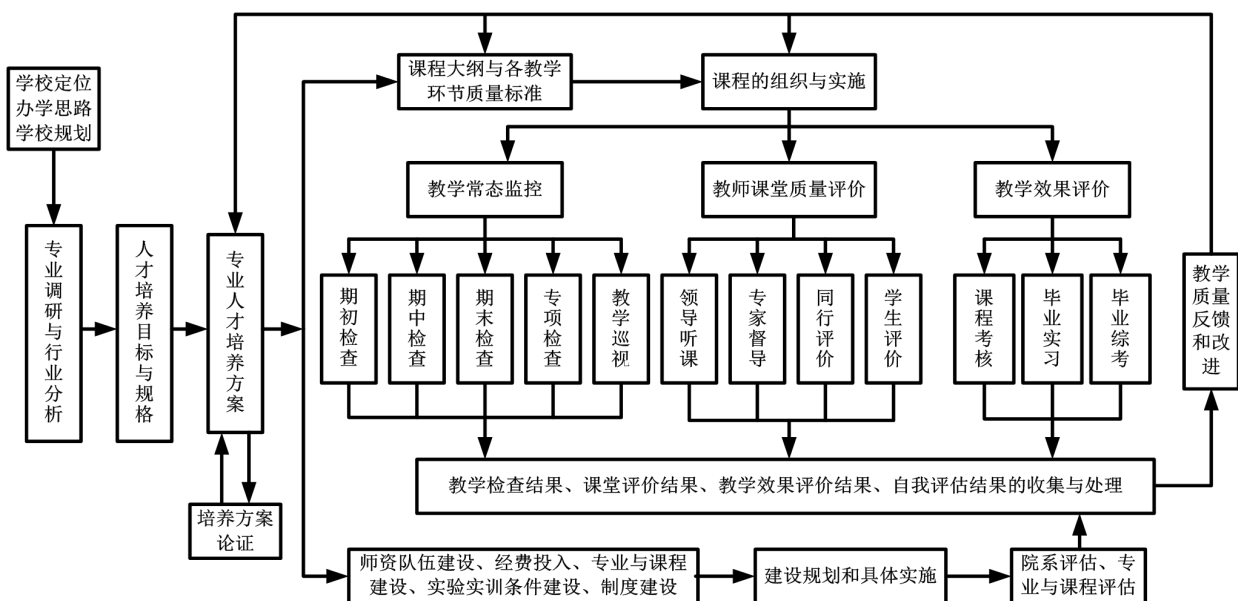 学校定位
办学思路
学校规划
专业调研与行业分析
人才培养目标与规格
专业人才培养方案
培养方案
论证
课程大纲与各教学
环节质量标准
课程的组织与实施
教学常态监控
教师课堂质量评价
教学效果评价
期初检查
期中检查
期末检查
专项检查
教学巡视
领导听课
专家督导
同行评价
学生评价
课程考核
毕业实习
毕业综考
教学检查结果、课堂评价结果、教学效果评价结果、自我评估结果的收集与处理
师资队伍建设、经费投入、专业与课程
建设、实验实训条件建设、制度建设
建设规划和具体实施
院系评估、专
业与课程评估
教学
质量
反馈
和改
进